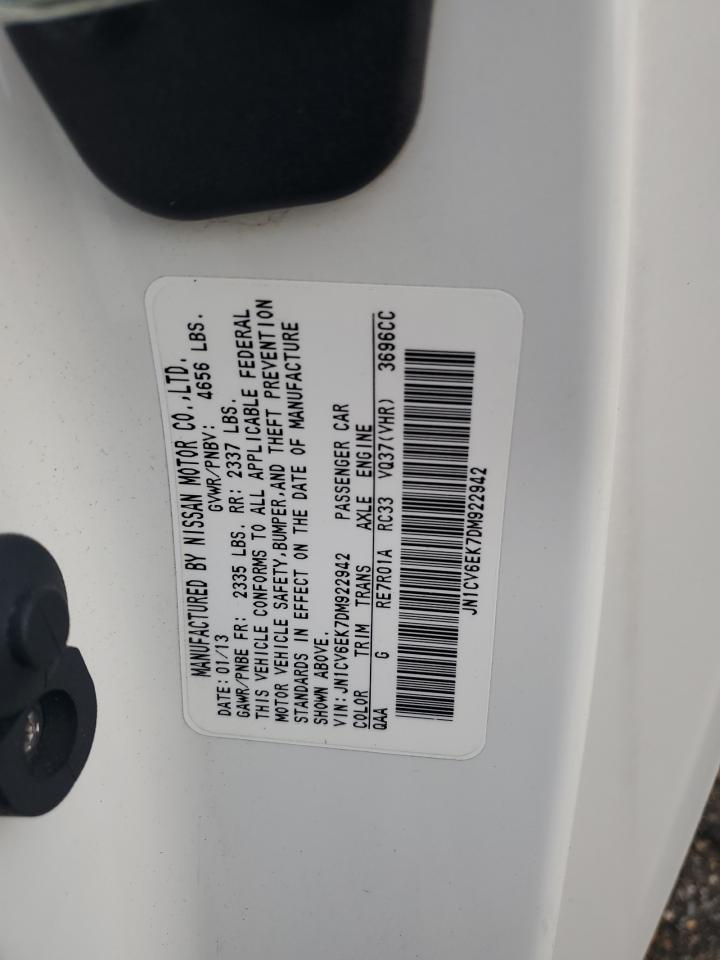 MANUFACTURED BY NISSAN MOTOR CO.,LTD.
DATE: 01/13 GVWR/PNBV: 4656 LBS.
GAWR/PNBE FR: 2335 LBS. RR: 2337 LBS.
THIS VEHICLE CONFORMS TO ALL APPLICABLE FEDERAL
MOTOR VEHICLE SAFETY,BUMPER,AND THEFT PREVENTION
STANDARDS IN EFFECT ON THE DATE OF MANUFACTURE
SHOWN ABOVE.
VIN:JN1CV6EK7DM922942 PASSENGER CAR
COLOR TRIM TRANS AXLE ENGINE
QAA G RE7R01A RC33 VQ37(VHR) 3696CC
JN1CV6EK7DM922942